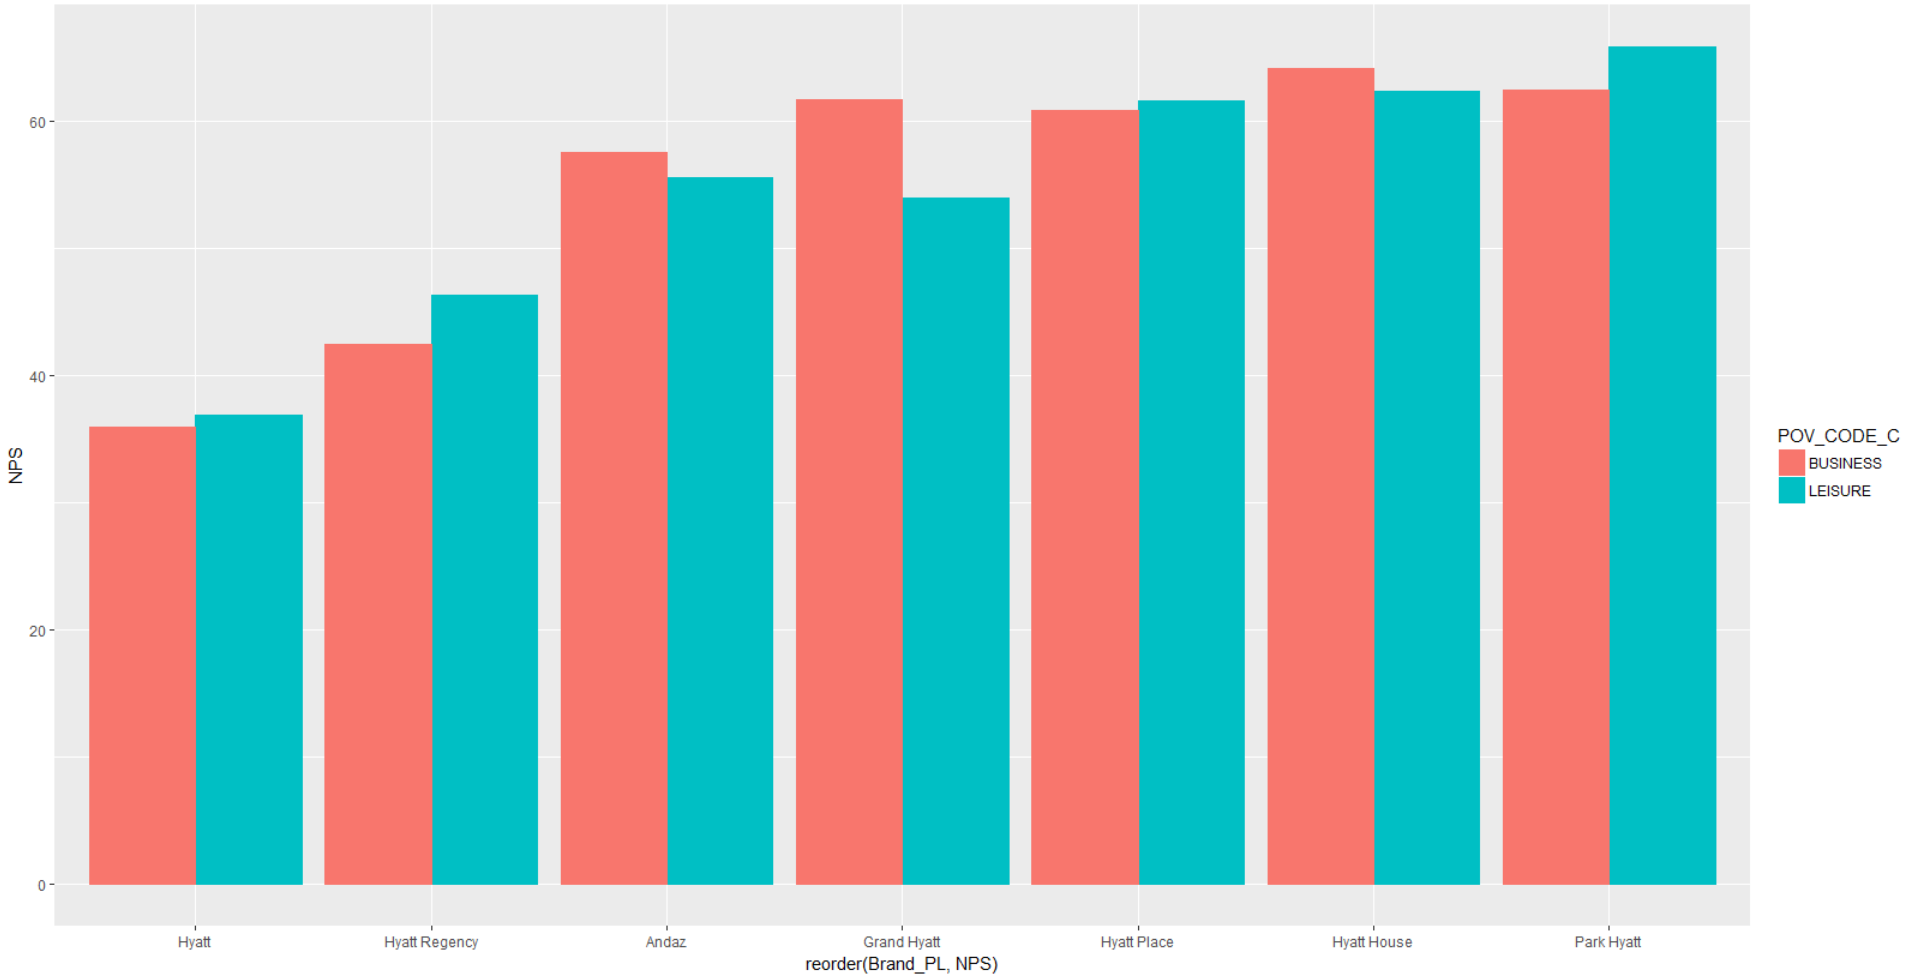 NPS
60
40
20
0
Hyatt
Hyatt Regency
Andaz
Grand Hyatt
Hyatt Place
Hyatt House
Park Hyatt
reorder(Brand_PL, NPS)
POV_CODE_C
BUSINESS
LEISURE